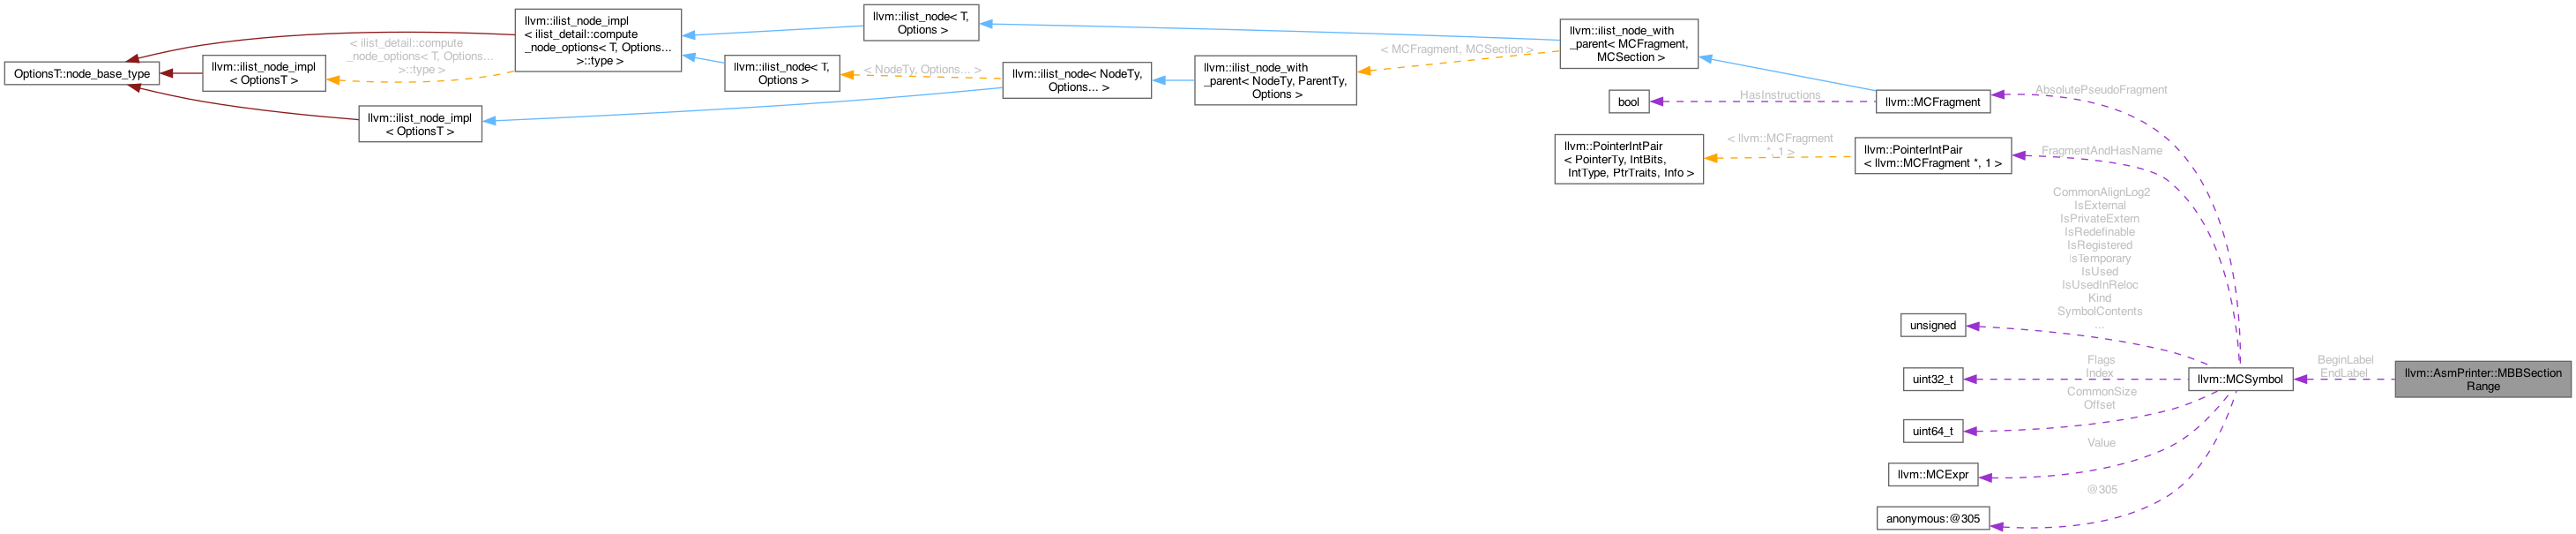 OptionsT::node_base_type
llvm::ilist_node_impl
< OptionsT >
< ilist_detail::compute
_node_options< T, Options...
>::type >
llvm::ilist_node_impl
< ilist_detail::compute
_node_options< T, Options...
>::type >
llvm::ilist_node_impl
< OptionsT >
llvm::ilist_node< T,
Options >
llvm::ilist_node< T,
Options >
< NodeTy, Options... >
llvm::ilist_node< NodeTy,
Options... >
llvm::ilist_node_with
_parent< NodeTy, ParentTy,
Options >
< MCFragment, MCSection >
llvm::ilist_node_with
_parent< MCFragment,
MCSection >
bool
HasInstructions
llvm::MCFragment
AbsolutePseudoFragment
llvm::PointerIntPair
< PointerTy, IntBits,
IntType, PtrTraits, Info >
< llvm::MCFragment
*, 1 >
llvm::PointerIntPair
< llvm::MCFragment *, 1 >
FragmentAndHasName
CommonAlignLog2
IsExternal
IsPrivateExtern
IsRedefinable
IsRegistered
IsTemporary
IsUsed
IsUsedInReloc
Kind
SymbolContents
...
unsigned
Flags
Index
uint32_t
CommonSize
Offset
uint64_t
Value
llvm::MCExpr
@305
anonymous:@305
llvm::MCSymbol
BeginLabel
EndLabel
llvm::AsmPrinter::MBBSection
Range